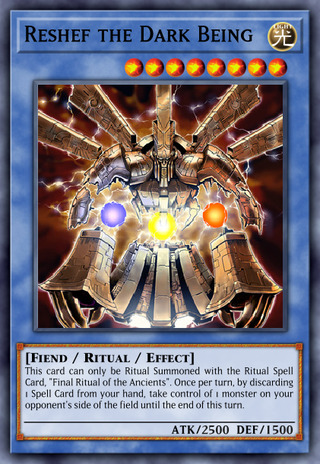 Reshef the Dark Being
LIGHT
光
[Fiend / Ritual / Effect]
This card can only be Ritual Summoned with the Ritual Spell
Card, "Final Ritual of the Ancients". Once per turn, by discarding
1 Spell Card from your hand, take control of 1 monster on your
opponent's side of the field until the end of this turn.
ATK/2500 DEF/1500